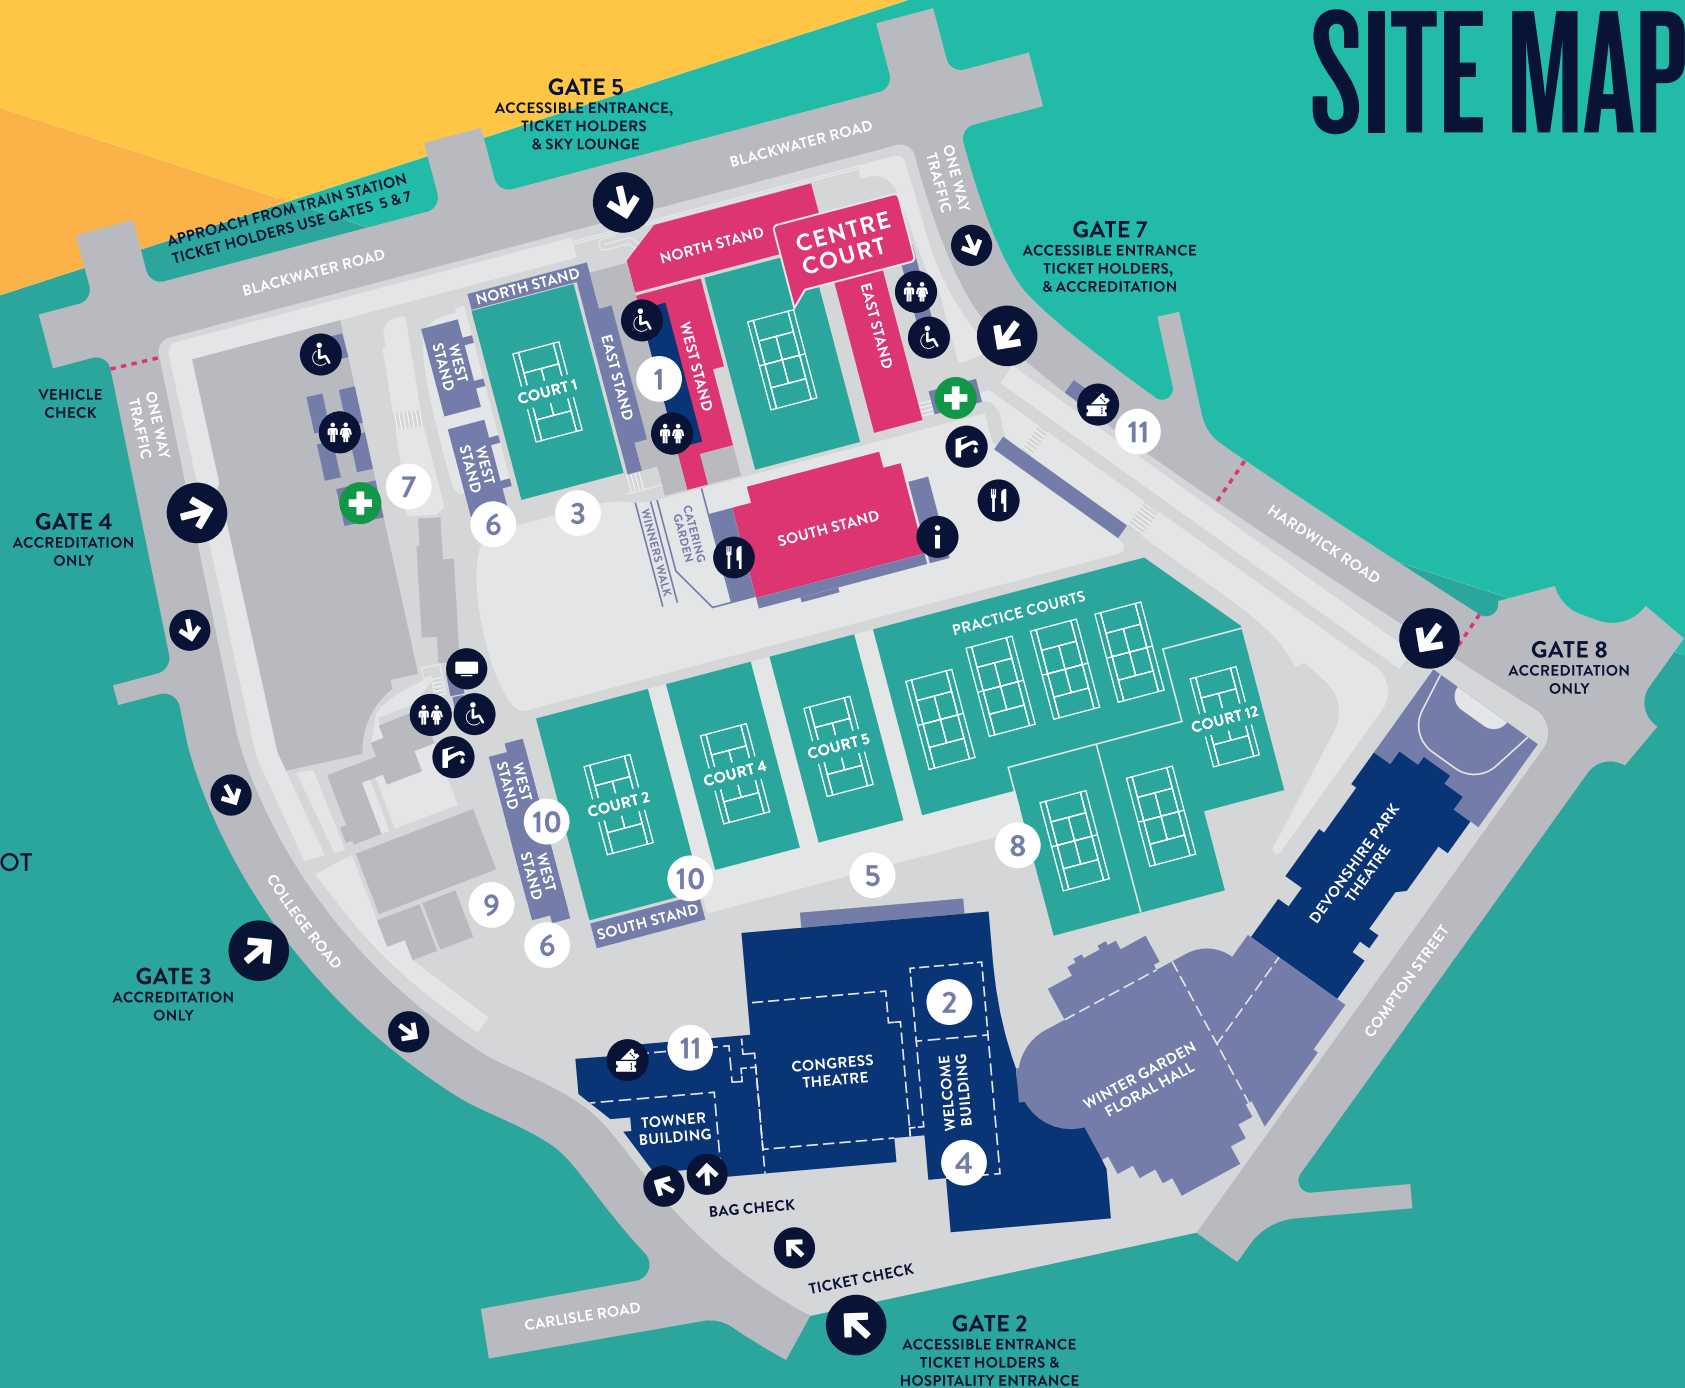 SITE MAP
GATE 5
ACCESSIBLE ENTRANCE,
TICKET HOLDERS
& SKY LOUNGE
BLACKWATER ROAD
ONE WAY
TRAFFIC
APPROACH FROM TRAIN STATION
TICKET HOLDERS USE GATES 5 & 7
BLACKWATER ROAD
GATE 7
ACCESSIBLE ENTRANCE
TICKET HOLDERS,
& ACCREDITATION
NORTH STAND
CENTRE
COURT
NORTH STAND
WEST
STAND
COURT 1
EAST STAND
1
WEST STAND
EAST STAND
VEHICLE
CHECK
ONE WAY
TRAFFIC
11
WEST
STAND
7
6
3
WINNERS WALK
CATERING
GARDEN
SOUTH STAND
i
GATE 4
ACCREDITATION
ONLY
HARDWICK ROAD
PRACTICE COURTS
GATE 8
ACCREDITATION
ONLY
COURT 12
COURT 5
COURT 4
COURT 2
WEST
STAND
10
WEST
STAND
8
5
10
9
6
SOUTH STAND
OT
COLLEGE ROAD
DEVONSHIRE PARK
THEATRE
COMPTON STREET
GATE 3
ACCREDITATION
ONLY
2
11
CONGRESS
THEATRE
WELCOME
BUILDING
WINTER GARDEN
FLORAL HALL
TOWNER
BUILDING
4
BAG CHECK
TICKET CHECK
CARLISLE ROAD
GATE 2
ACCESSIBLE ENTRANCE
TICKET HOLDERS &
HOSPITALITY ENTRANCE